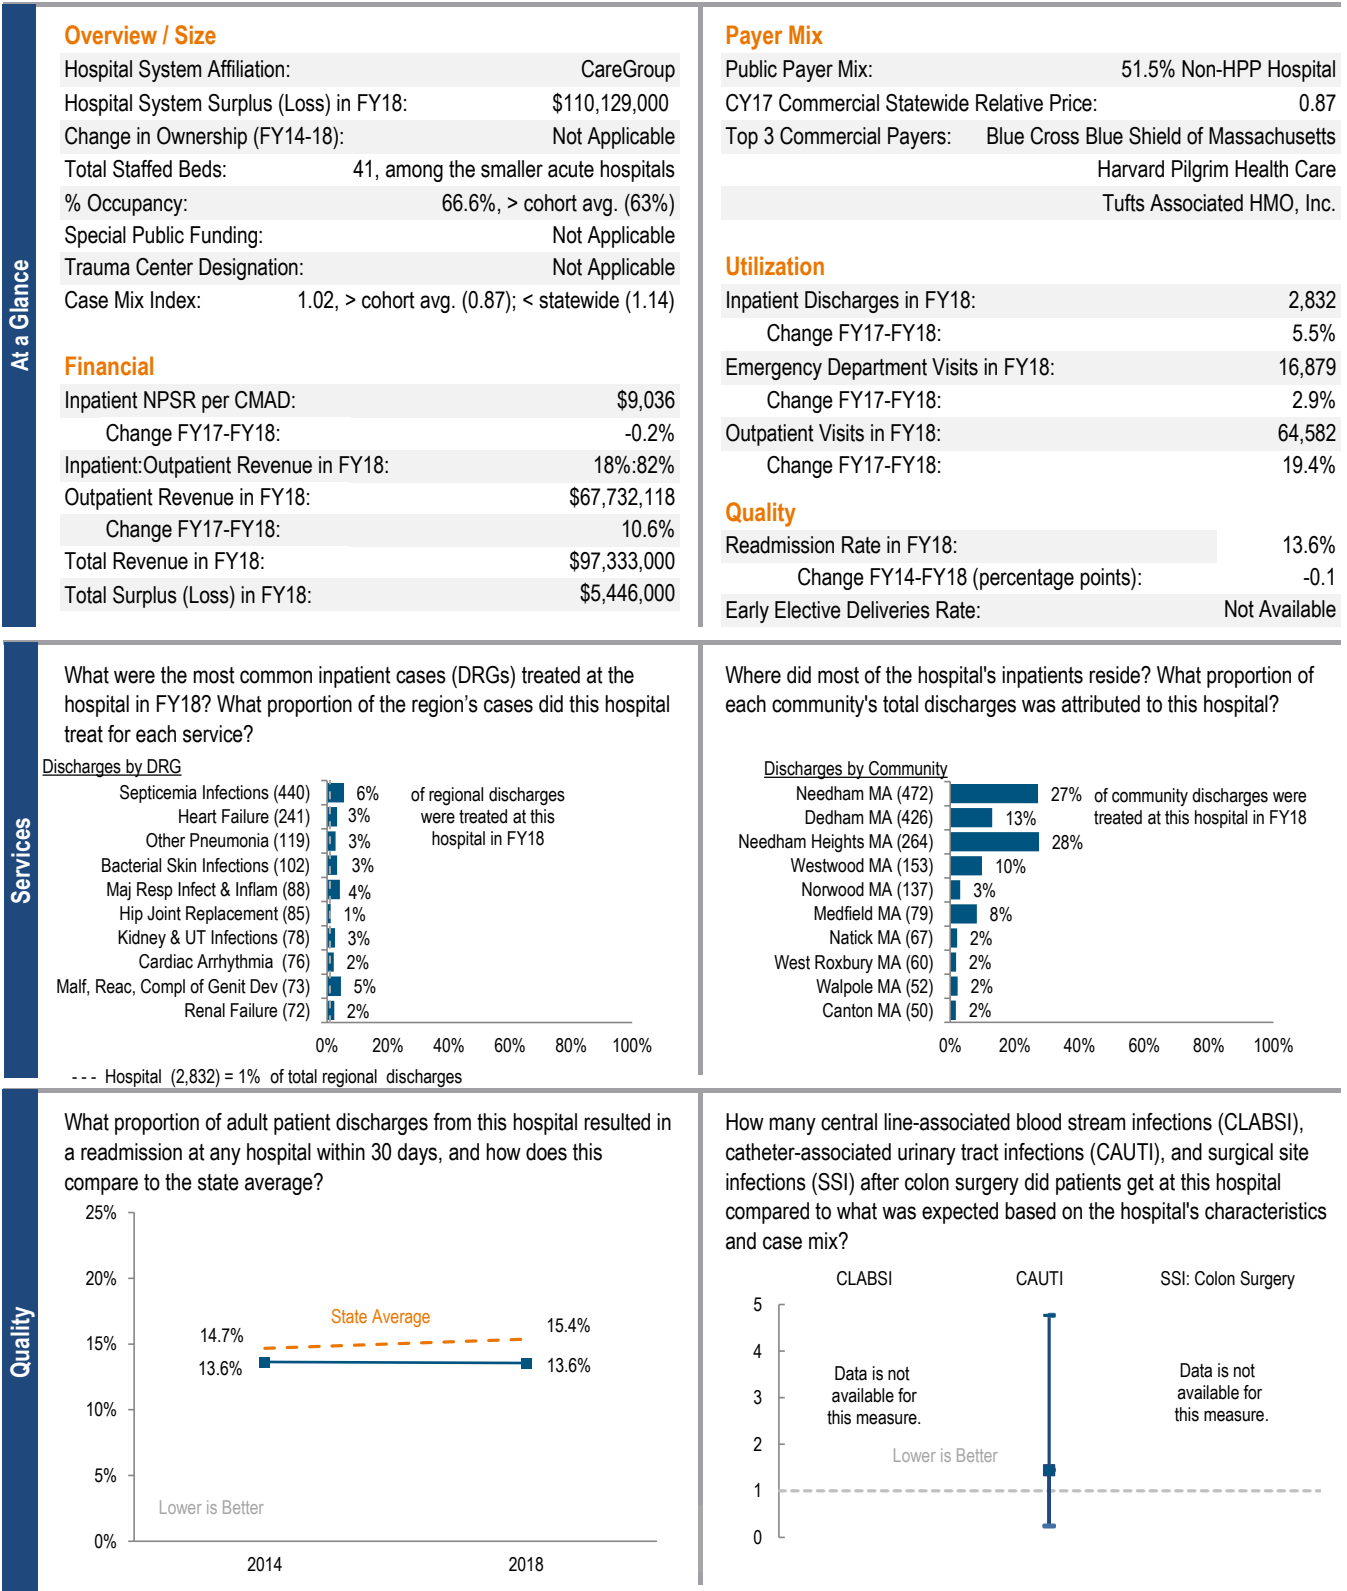 At a Glance
Overview / Size
Hospital System Affiliation: CareGroup
Hospital System Surplus (Loss) in FY18: $110,129,000
Change in Ownership (FY14-18): Not Applicable
Total Staffed Beds: 41, among the smaller acute hospitals
% Occupancy: 66.6%, > cohort avg. (63%)
Special Public Funding: Not Applicable
Trauma Center Designation: Not Applicable
Case Mix Index: 1.02, > cohort avg. (0.87); < statewide (1.14)
Financial
Inpatient NPSR per CMAD: $9,036
Change FY17-FY18: -0.2%
Inpatient:Outpatient Revenue in FY18: 18%:82%
Outpatient Revenue in FY18: $67,732,118
Change FY17-FY18: 10.6%
Total Revenue in FY18: $97,333,000
Total Surplus (Loss) in FY18: $5,446,000
Payer Mix
Public Payer Mix: 51.5% Non-HPP Hospital
CY17 Commercial Statewide Relative Price: 0.87
Top 3 Commercial Payers: Blue Cross Blue Shield of Massachusetts
Harvard Pilgrim Health Care
Tufts Associated HMO, Inc.
Utilization
Inpatient Discharges in FY18: 2,832
Change FY17-FY18: 5.5%
Emergency Department Visits in FY18: 16,879
Change FY17-FY18: 2.9%
Outpatient Visits in FY18: 64,582
Change FY17-FY18: 19.4%
Quality
Readmission Rate in FY18: 13.6%
Change FY14-FY18 (percentage points): -0.1
Early Elective Deliveries Rate: Not Available
Services
What were the most common inpatient cases (DRGs) treated at the
hospital in FY18? What proportion of the region's cases did this hospital
treat for each service?
Discharges by DRG
Septicemia Infections (440) 6%
Heart Failure (241) 3%
Other Pneumonia (119) 3%
Bacterial Skin Infections (102) 3%
Maj Resp Infect & Inflam (88) 4%
Hip Joint Replacement (85) 1%
Kidney & UT Infections (78) 3%
Cardiac Arrhythmia (76) 2%
Malf, Reac, Compl of Genit Dev (73) 5%
Renal Failure (72) 2%
of regional discharges
were treated at this
hospital in FY18
0% 20% 40% 60% 80% 100%
- - - Hospital (2,832) = 1% of total regional discharges
Where did most of the hospital's inpatients reside? What proportion of
each community's total discharges was attributed to this hospital?
Discharges by Community
Needham MA (472) 27%
Dedham MA (426) 13%
Needham Heights MA (264) 28%
Westwood MA (153) 10%
Norwood MA (137) 3%
Medfield MA (79) 8%
Natick MA (67) 2%
West Roxbury MA (60) 2%
Walpole MA (52) 2%
Canton MA (50) 2%
of community discharges were
treated at this hospital in FY18
0% 20% 40% 60% 80% 100%
Quality
What proportion of adult patient discharges from this hospital resulted in
a readmission at any hospital within 30 days, and how does this
compare to the state average?
25%
20%
15%
10%
5%
0%
State Average
14.7%
15.4%
13.6%
13.6%
Lower is Better
2014 2018
How many central line-associated blood stream infections (CLABSI),
catheter-associated urinary tract infections (CAUTI), and surgical site
infections (SSI) after colon surgery did patients get at this hospital
compared to what was expected based on the hospital's characteristics
and case mix?
CLABSI CAUTI SSI: Colon Surgery
5
4
3
2
1
0
Data is not
available for
this measure.
Lower is Better
Data is not
available for
this measure.